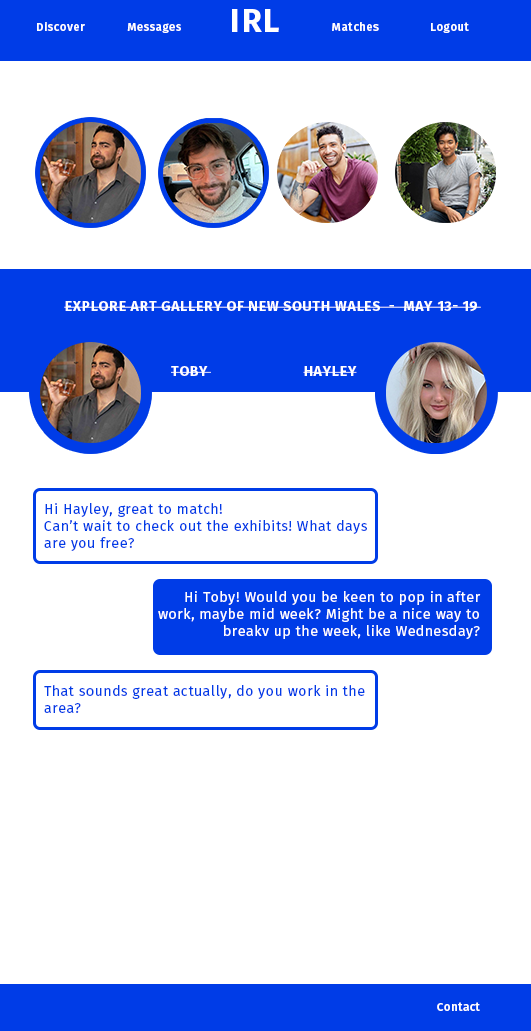 Discover Messages IRL Matches Logout
EXPLORE ART GALLERY OF NEW SOUTH WALES - MAY 13- 19
TOBY HAYLEY
Hi Hayley, great to match!
Can't wait to check out the exhibits! What days
are you free?
Hi Toby! Would you be keen to pop in after
work, maybe mid week? Might be a nice way to
breakv up the week, like Wednesday?
That sounds great actually, do you work in the
area?
Contact